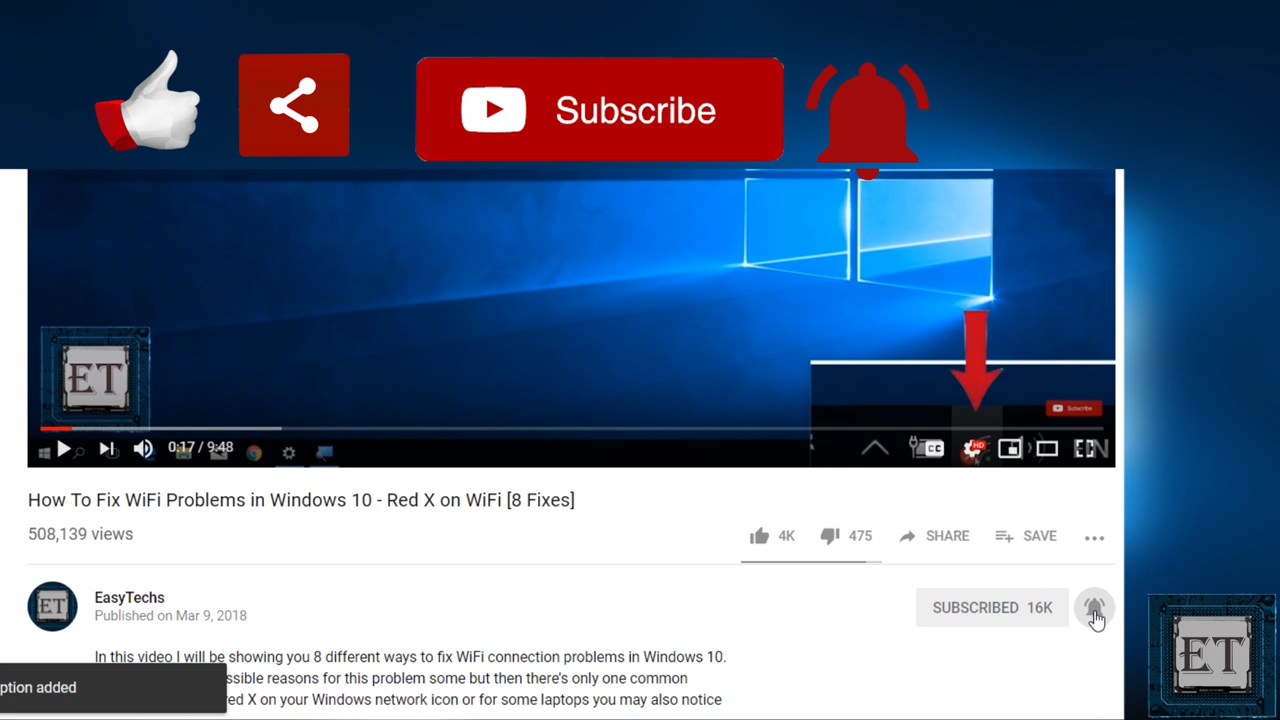 Subscribe
ET
Subscribe
0:17 / 9:48
CC
HD
How To Fix WiFi Problems in Windows 10 - Red X on WiFi [8 Fixes]
508,139 views
4K
475
SHARE
SAVE
ET
EasyTechs
Published on Mar 9, 2018
SUBSCRIBED 16K
In this video I will be showing you 8 different ways to fix WiFi connection problems in Windows 10.
ssible reasons for this problem some but then there's only one common
ption added
red X on your Windows network icon or for some laptops you may also notice
ET